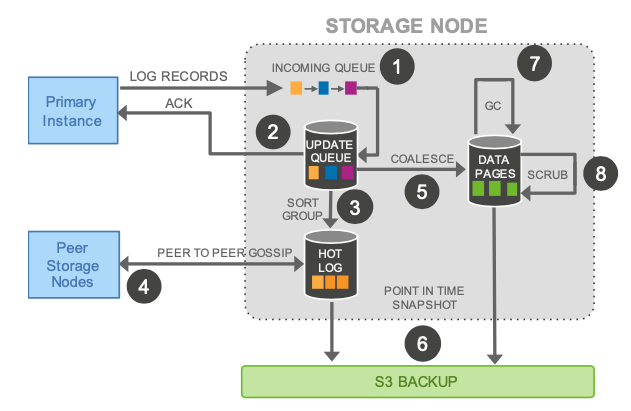 STORAGE NODE
INCOMING QUEUE
1
7
LOG RECORDS
Primary
Instance
ACK
2
UPDATE
QUEUE
GC
DATA
PAGES
COALESCE
5
SCRUB
8
SORT
GROUP
3
Peer
Storage
Nodes
PEER TO PEER GOSSIP
4
HOT
LOG
POINT IN TIME
SNAPSHOT
6
S3 BACKUP